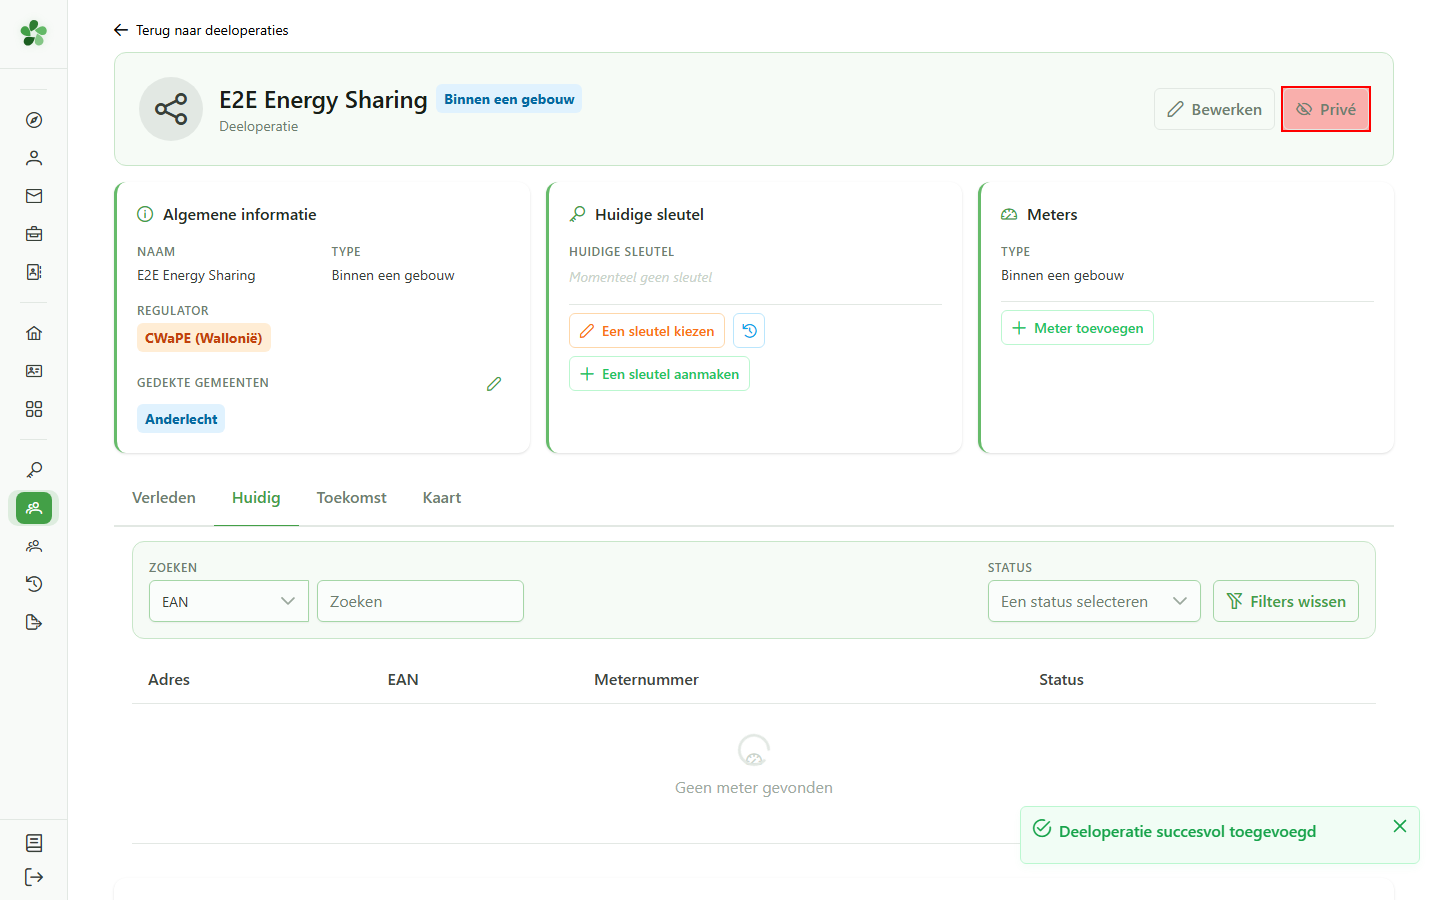 Terug naar deeloperaties
E2E Energy Sharing Binnen een gebouw
Deeloperatie
Bewerken
Privé
Algemene informatie
NAAM
E2E Energy Sharing
TYPE
Binnen een gebouw
REGULATOR
CWaPE (Wallonië)
GEDEKTE GEMEENTEN
Anderlecht
Huidige sleutel
HUIDIGE SLEUTEL
Momenteel geen sleutel
Een sleutel kiezen
Een sleutel aanmaken
Meters
TYPE
Binnen een gebouw
Meter toevoegen
Verleden Huidig Toekomst Kaart
ZOEKEN
EAN
Zoeken
STATUS
Een status selecteren
Filters wissen
Adres EAN Meternummer Status
Geen meter gevonden
Deeloperatie succesvol toegevoegd